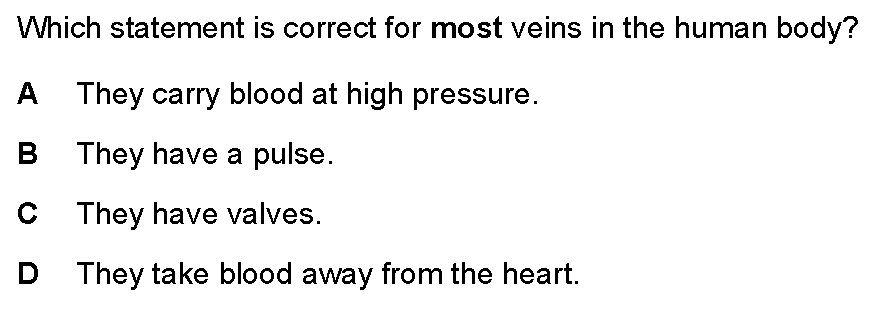 Which statement is correct for most veins in the human body?
A They carry blood at high pressure.
B They have a pulse.
C They have valves.
D They take blood away from the heart.